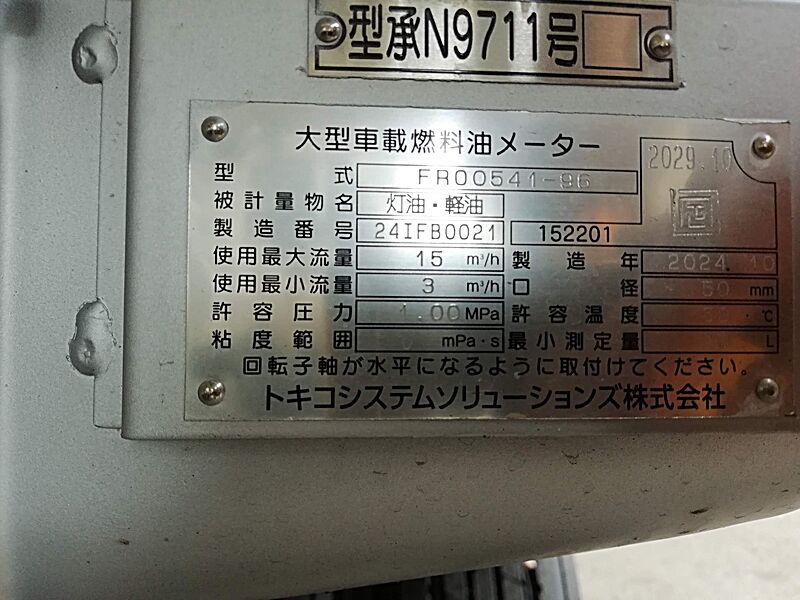 型承N9711号
大型車載燃料油メーター
2029.10
型式 FR00541-96
被計量物名 灯油・軽油
製造番号 24IFB0021 152201
使用最大流量 15 m³/h 製造年 2024.10
使用最小流量 3 m³/h 口径 50 mm
許容圧力 1.00 MPa 許容温度 ℃
粘度範囲 mPa・s 最小測定量 L
回転子軸が水平になるように取付けてください。
トキコシステムソリューションズ株式会社